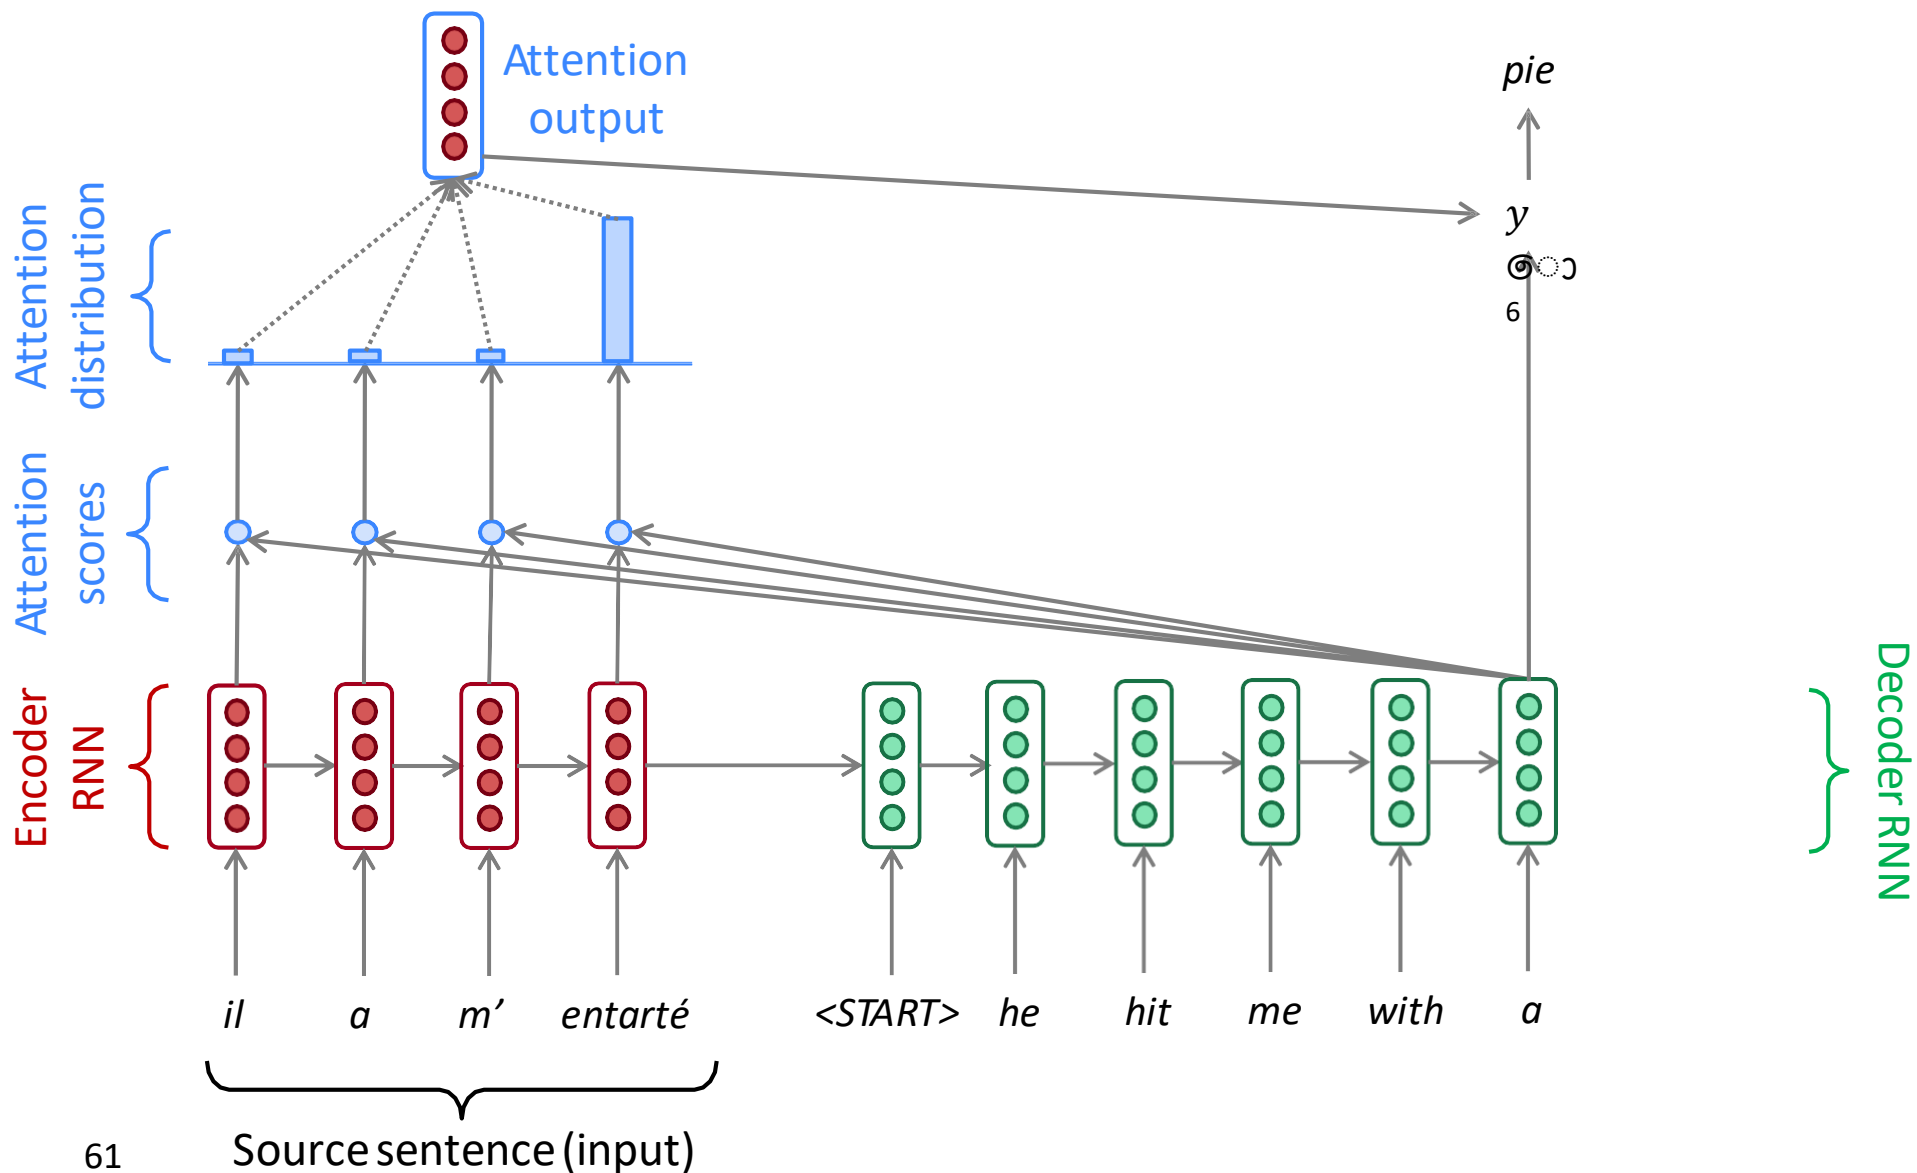 Attention
output
pie
Attention
distribution
y
6
Attention
scores
Encoder
RNN
Decoder RNN
il a m’ entarté <START> he hit me with a
Source sentence (input)
61